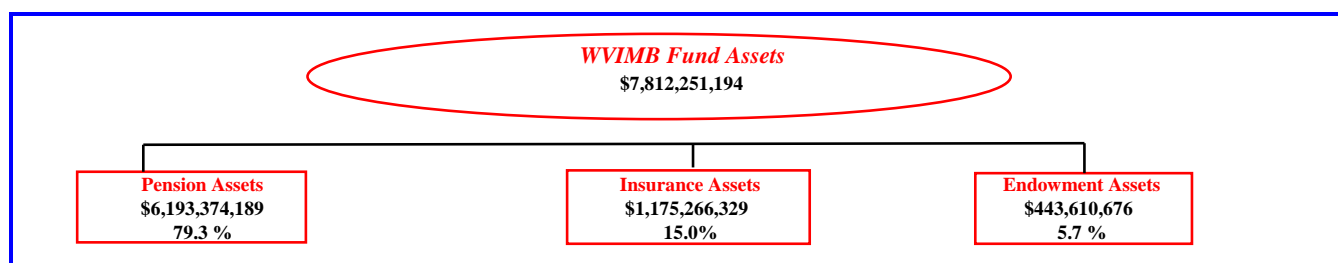 WVIMB Fund Assets
$7,812,251,194
Pension Assets
$6,193,374,189
79.3 %
Insurance Assets
$1,175,266,329
15.0%
Endowment Assets
$443,610,676
5.7 %